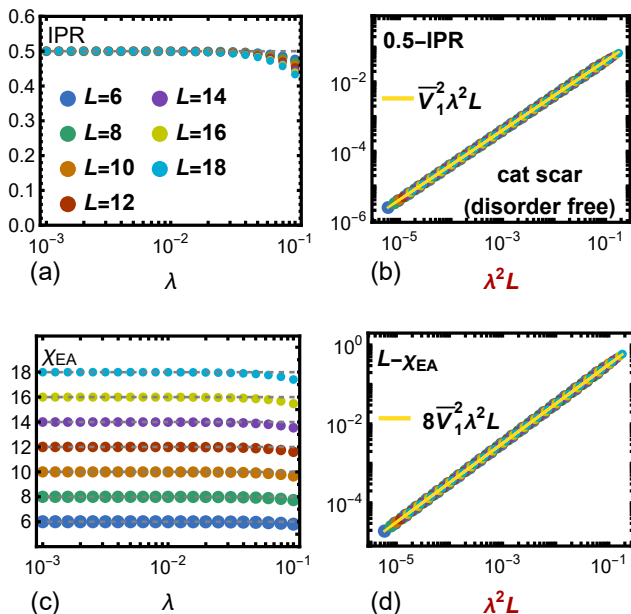 IPR
0.6
0.5
0.4
0.3
0.2
0.1
0.0
L=6 L=14
L=8 L=16
L=10 L=18
L=12
10⁻³ 10⁻² 10⁻¹
(a) λ
0.5-IPR
V̅₁²λ²L
cat scar
(disorder free)
10⁻²
10⁻⁴
10⁻⁶
10⁻⁵ 10⁻³ 10⁻¹
(b) λ²L
χEA
18
16
14
12
10
8
6
10⁻³ 10⁻² 10⁻¹
(c) λ
L-χEA
8V̅₁²λ²L
10⁰
10⁻²
10⁻⁴
10⁻⁵ 10⁻³ 10⁻¹
(d) λ²L